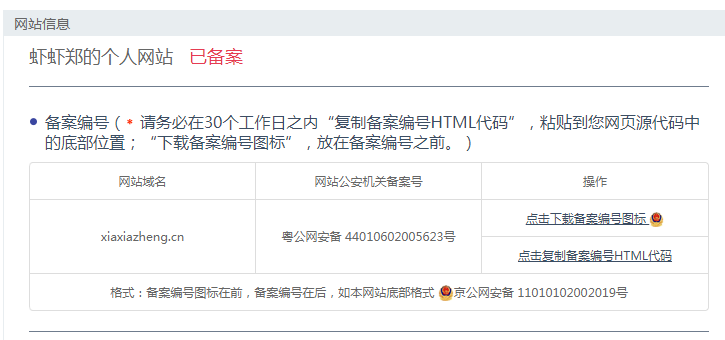 网站信息
虾虾郑的个人网站 已备案
备案编号（* 请务必在30个工作日之内“复制备案编号HTML代码”，粘贴到您网页源代码中
的底部位置；“下载备案编号图标”，放在备案编号之前。）
网站域名 网站公安机关备案号 操作
xiaxiazheng.cn 粤公网安备 44010602005623号 点击下载备案编号图标
点击复制备案编号HTML代码
格式：备案编号图标在前，备案编号在后，如本网站底部格式 京公网安备 11010102002019号